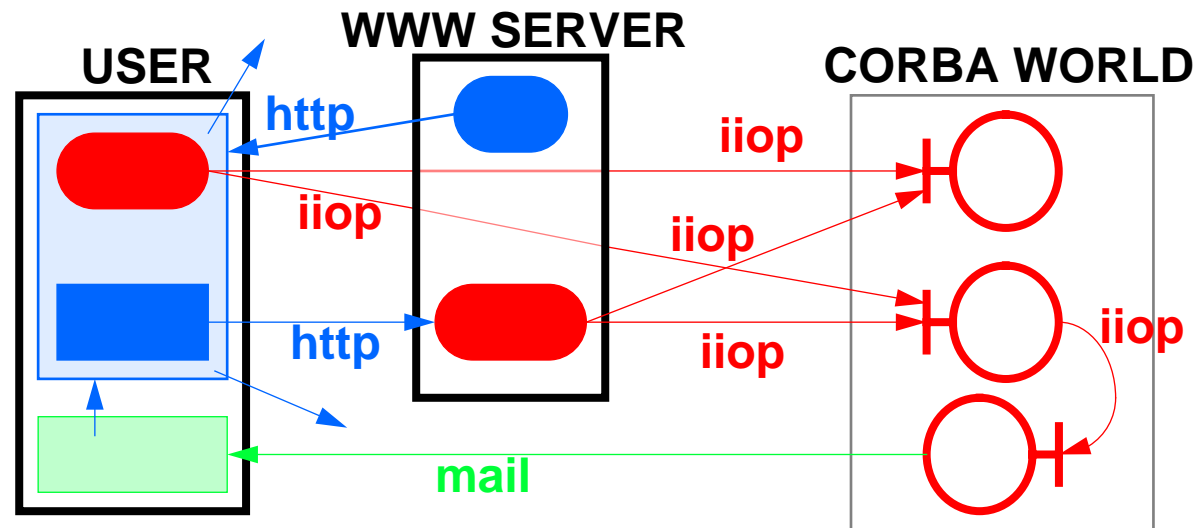 WWW SERVER
USER
CORBA WORLD
http
iiop
iiop
iiop
iiop
http
iiop
mail